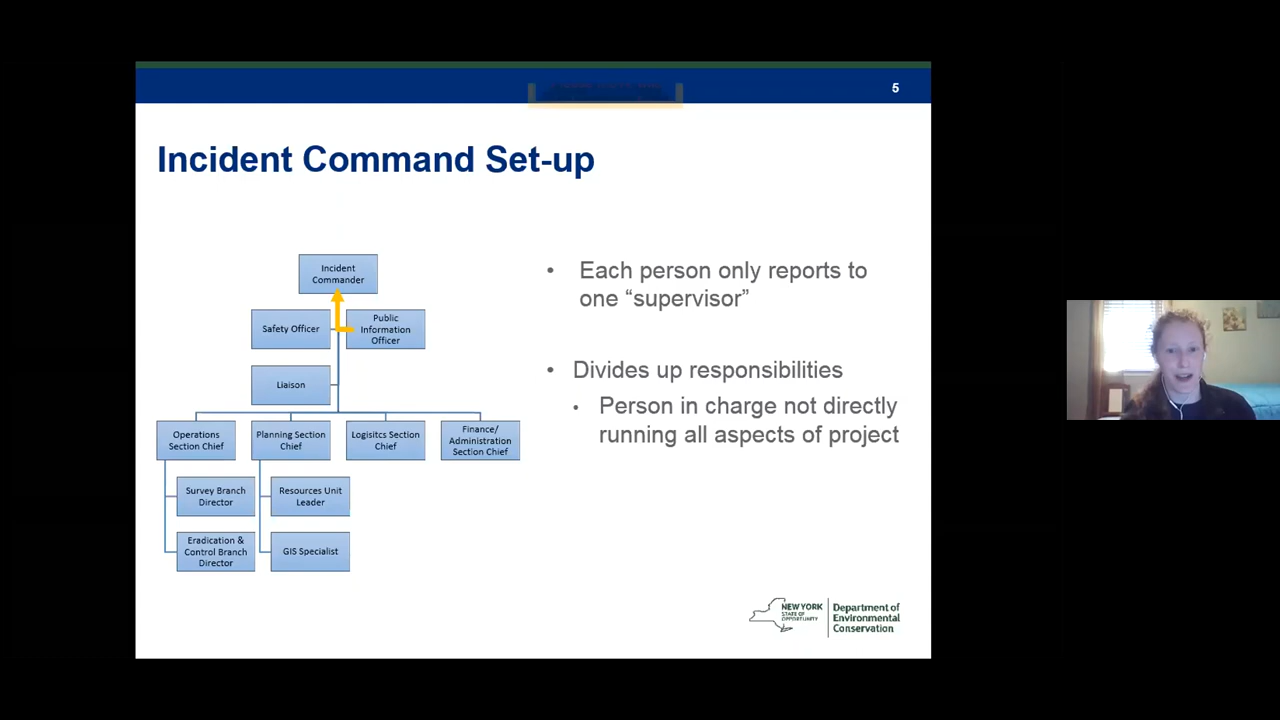 5
Incident Command Set-up
Incident
Commander
Safety Officer
Public
Information
Officer
Liaison
Operations
Section Chief
Planning Section
Chief
Logisitcs Section
Chief
Finance/
Administration
Section Chief
Survey Branch
Director
Resources Unit
Leader
Eradication &
Control Branch
Director
GIS Specialist
• Each person only reports to
one “supervisor”
• Divides up responsibilities
• Person in charge not directly
running all aspects of project
NEW YORK
STATE OF
OPPORTUNITY
Department of
Environmental
Conservation